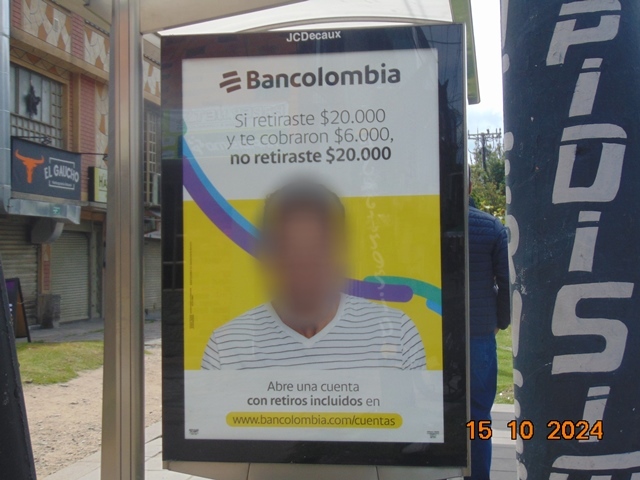 JCDecaux
Bancolombia
Si retiraste $20.000
y te cobraron $6.000,
no retiraste $20.000
Abre una cuenta
con retiros incluidos en
www.bancolombia.com/cuentas
EL GAUCHO
15 10 2024